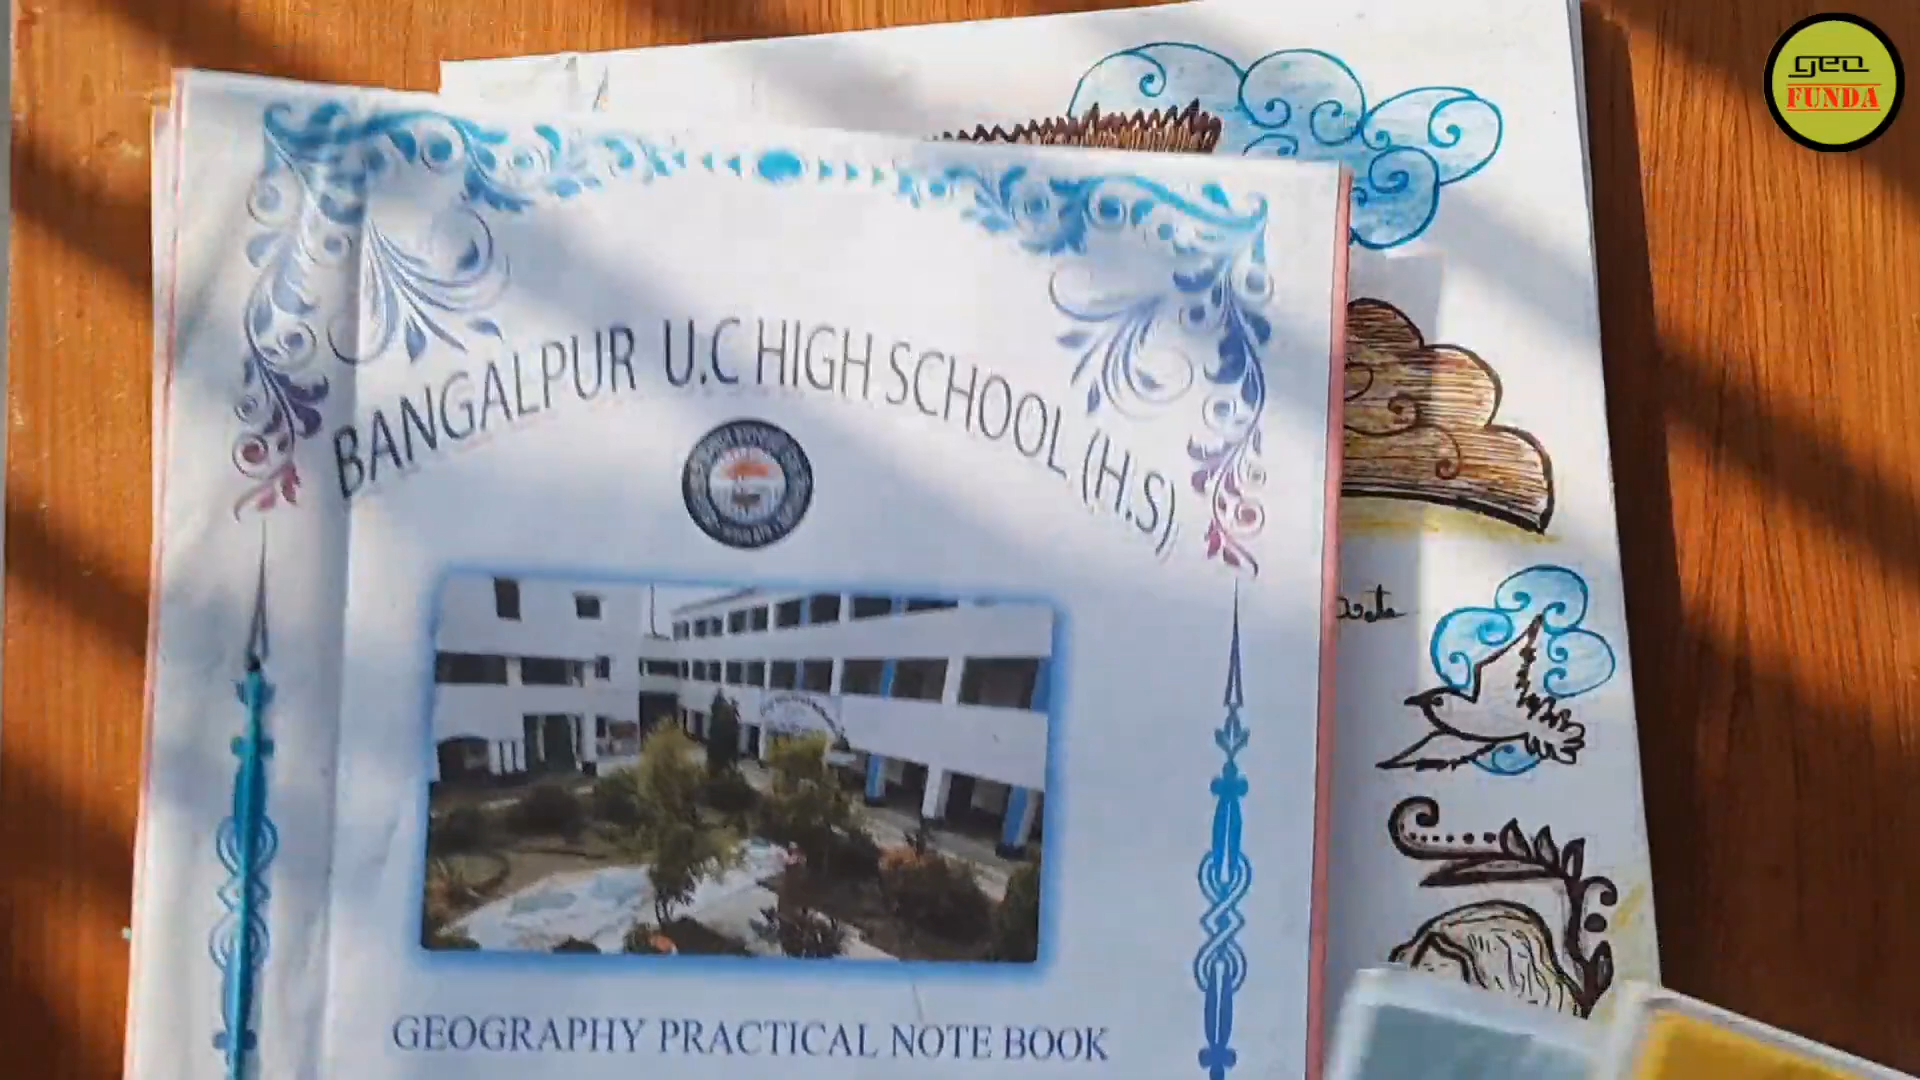 geo
FUNDA
BANGALPUR U.C HIGH SCHOOL (H.S)
GEOGRAPHY PRACTICAL NOTE BOOK